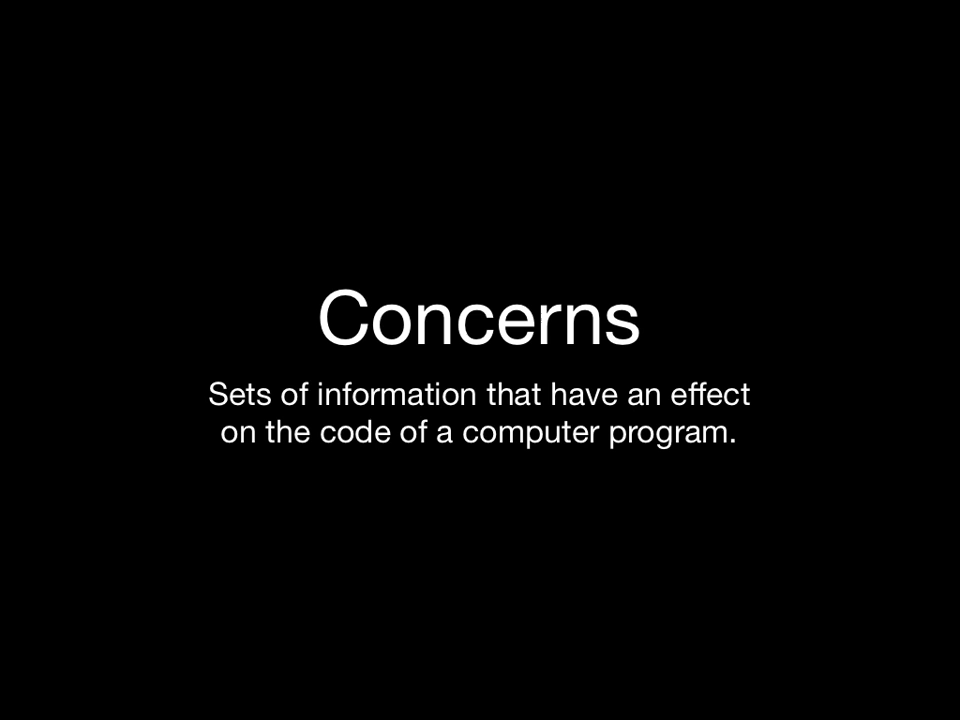 Concerns
Sets of information that have an effect
on the code of a computer program.